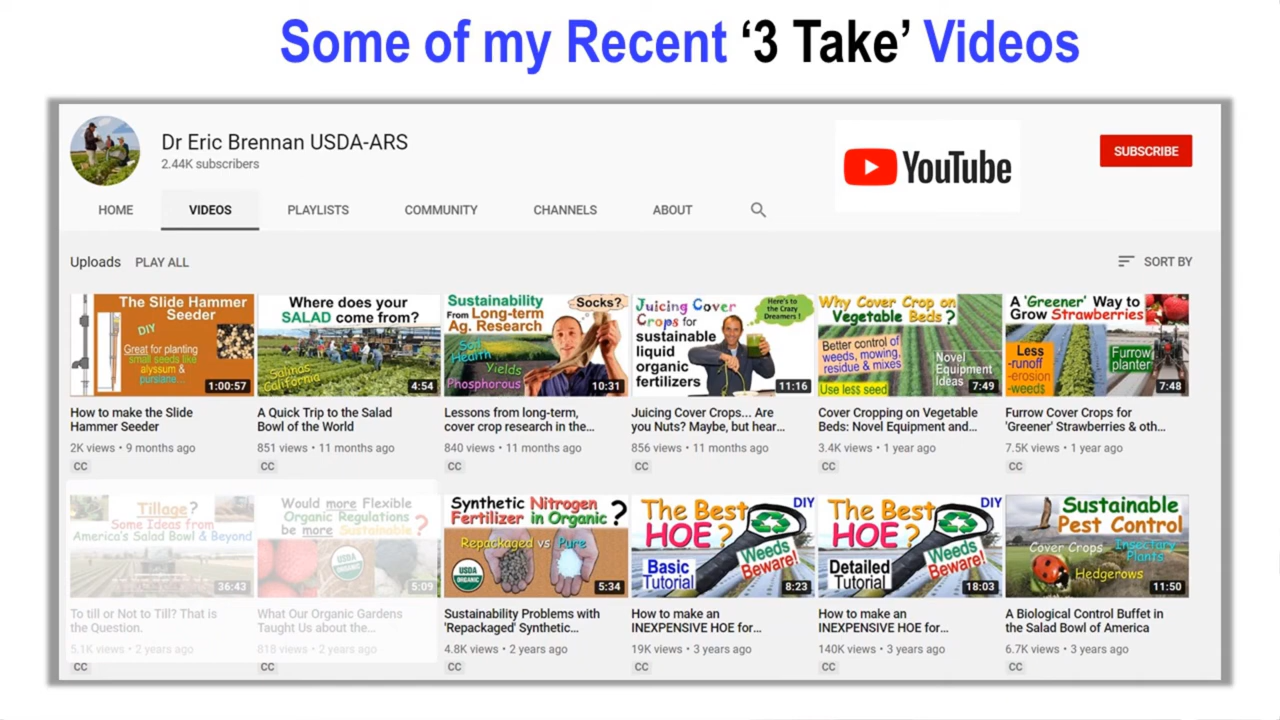 Some of my Recent ‘3 Take’ Videos
Dr Eric Brennan USDA-ARS
2.44K subscribers
YouTube
SUBSCRIBE
HOME VIDEOS PLAYLISTS COMMUNITY CHANNELS ABOUT
Uploads PLAY ALL
SORT BY
The Slide Hammer
Seeder
DIY
Great for planting
small seeds like
alyssum &
purslane...
1:00:57
How to make the Slide
Hammer Seeder
2K views • 9 months ago
CC
Where does your
SALAD come from?
Salinas
California
4:54
A Quick Trip to the Salad
Bowl of the World
851 views • 11 months ago
CC
Sustainability
From Long-term
Ag. Research
Socks?
Soil
Health
Yields
Phosphorous
10:31
Lessons from long-term,
cover crop research in the...
840 views • 11 months ago
CC
Juicing Cover
Crops for
sustainable
liquid
organic
fertilizers
Here's to
the Crazy
Dreamers!
11:16
Juicing Cover Crops... Are
you Nuts? Maybe, but hear...
856 views • 11 months ago
CC
Why Cover Crop on
Vegetable Beds?
Better control of
weeds, mowing,
residue & mixes
Novel
Equipment
Ideas
Use less seed
7:49
Cover Cropping on Vegetable
Beds: Novel Equipment and...
3.4K views • 1 year ago
CC
A 'Greener' Way to
Grow Strawberries
Less
-runoff
-erosion
-weeds
Furrow
planter
7:48
Furrow Cover Crops for
'Greener' Strawberries & oth...
7.5K views • 1 year ago
CC
Tillage?
Some Ideas from
America's Salad Bowl & Beyond
36:43
To till or Not to Till? That is
the Question.
5.1K views • 2 years ago
CC
Would more Flexible
Organic Regulations
be more Sustainable?
USDA
ORGANIC
5:09
What Our Organic Gardens
Taught Us about the...
818 views • 2 years ago
CC
Synthetic Nitrogen
Fertilizer in Organic?
Repackaged vs Pure
USDA
ORGANIC
5:34
Sustainability Problems with
'Repackaged' Synthetic...
4.8K views • 2 years ago
CC
The Best
HOE?
DIY
Weeds
Beware!
Basic
Tutorial
8:23
How to make an
INEXPENSIVE HOE for...
19K views • 3 years ago
CC
The Best
HOE?
DIY
Weeds
Beware!
Detailed
Tutorial
18:03
How to make an
INEXPENSIVE HOE for...
140K views • 3 years ago
CC
Sustainable
Pest Control
Cover Crops
Insectary
Plants
Hedgerows
11:50
A Biological Control Buffet in
the Salad Bowl of America
6.7K views • 3 years ago
CC